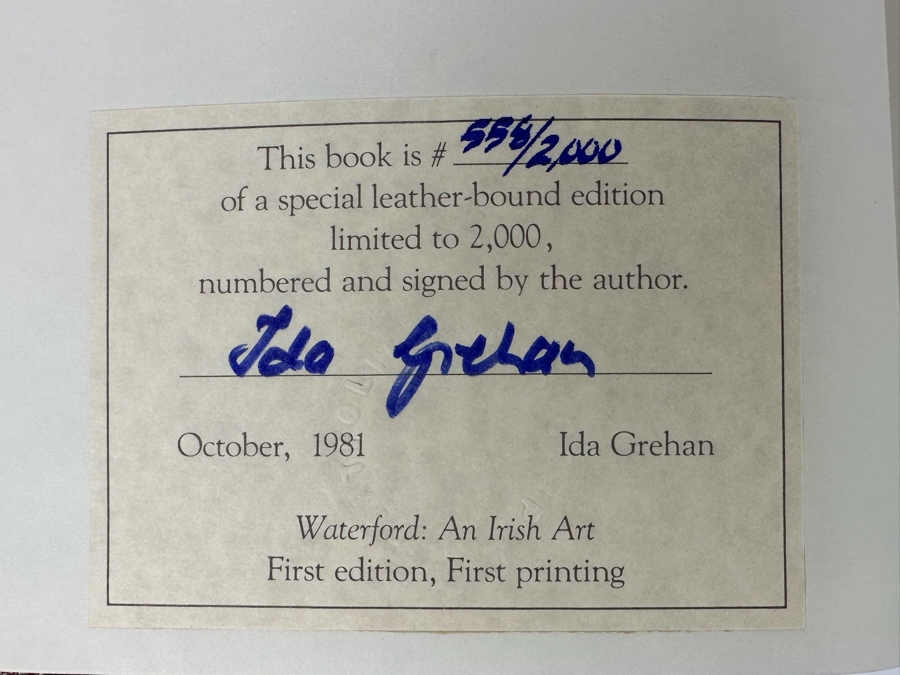 This book is # 558/2,000
of a special leather-bound edition
limited to 2,000,
numbered and signed by the author.
Ida Grehan
October, 1981 Ida Grehan
Waterford: An Irish Art
First edition, First printing